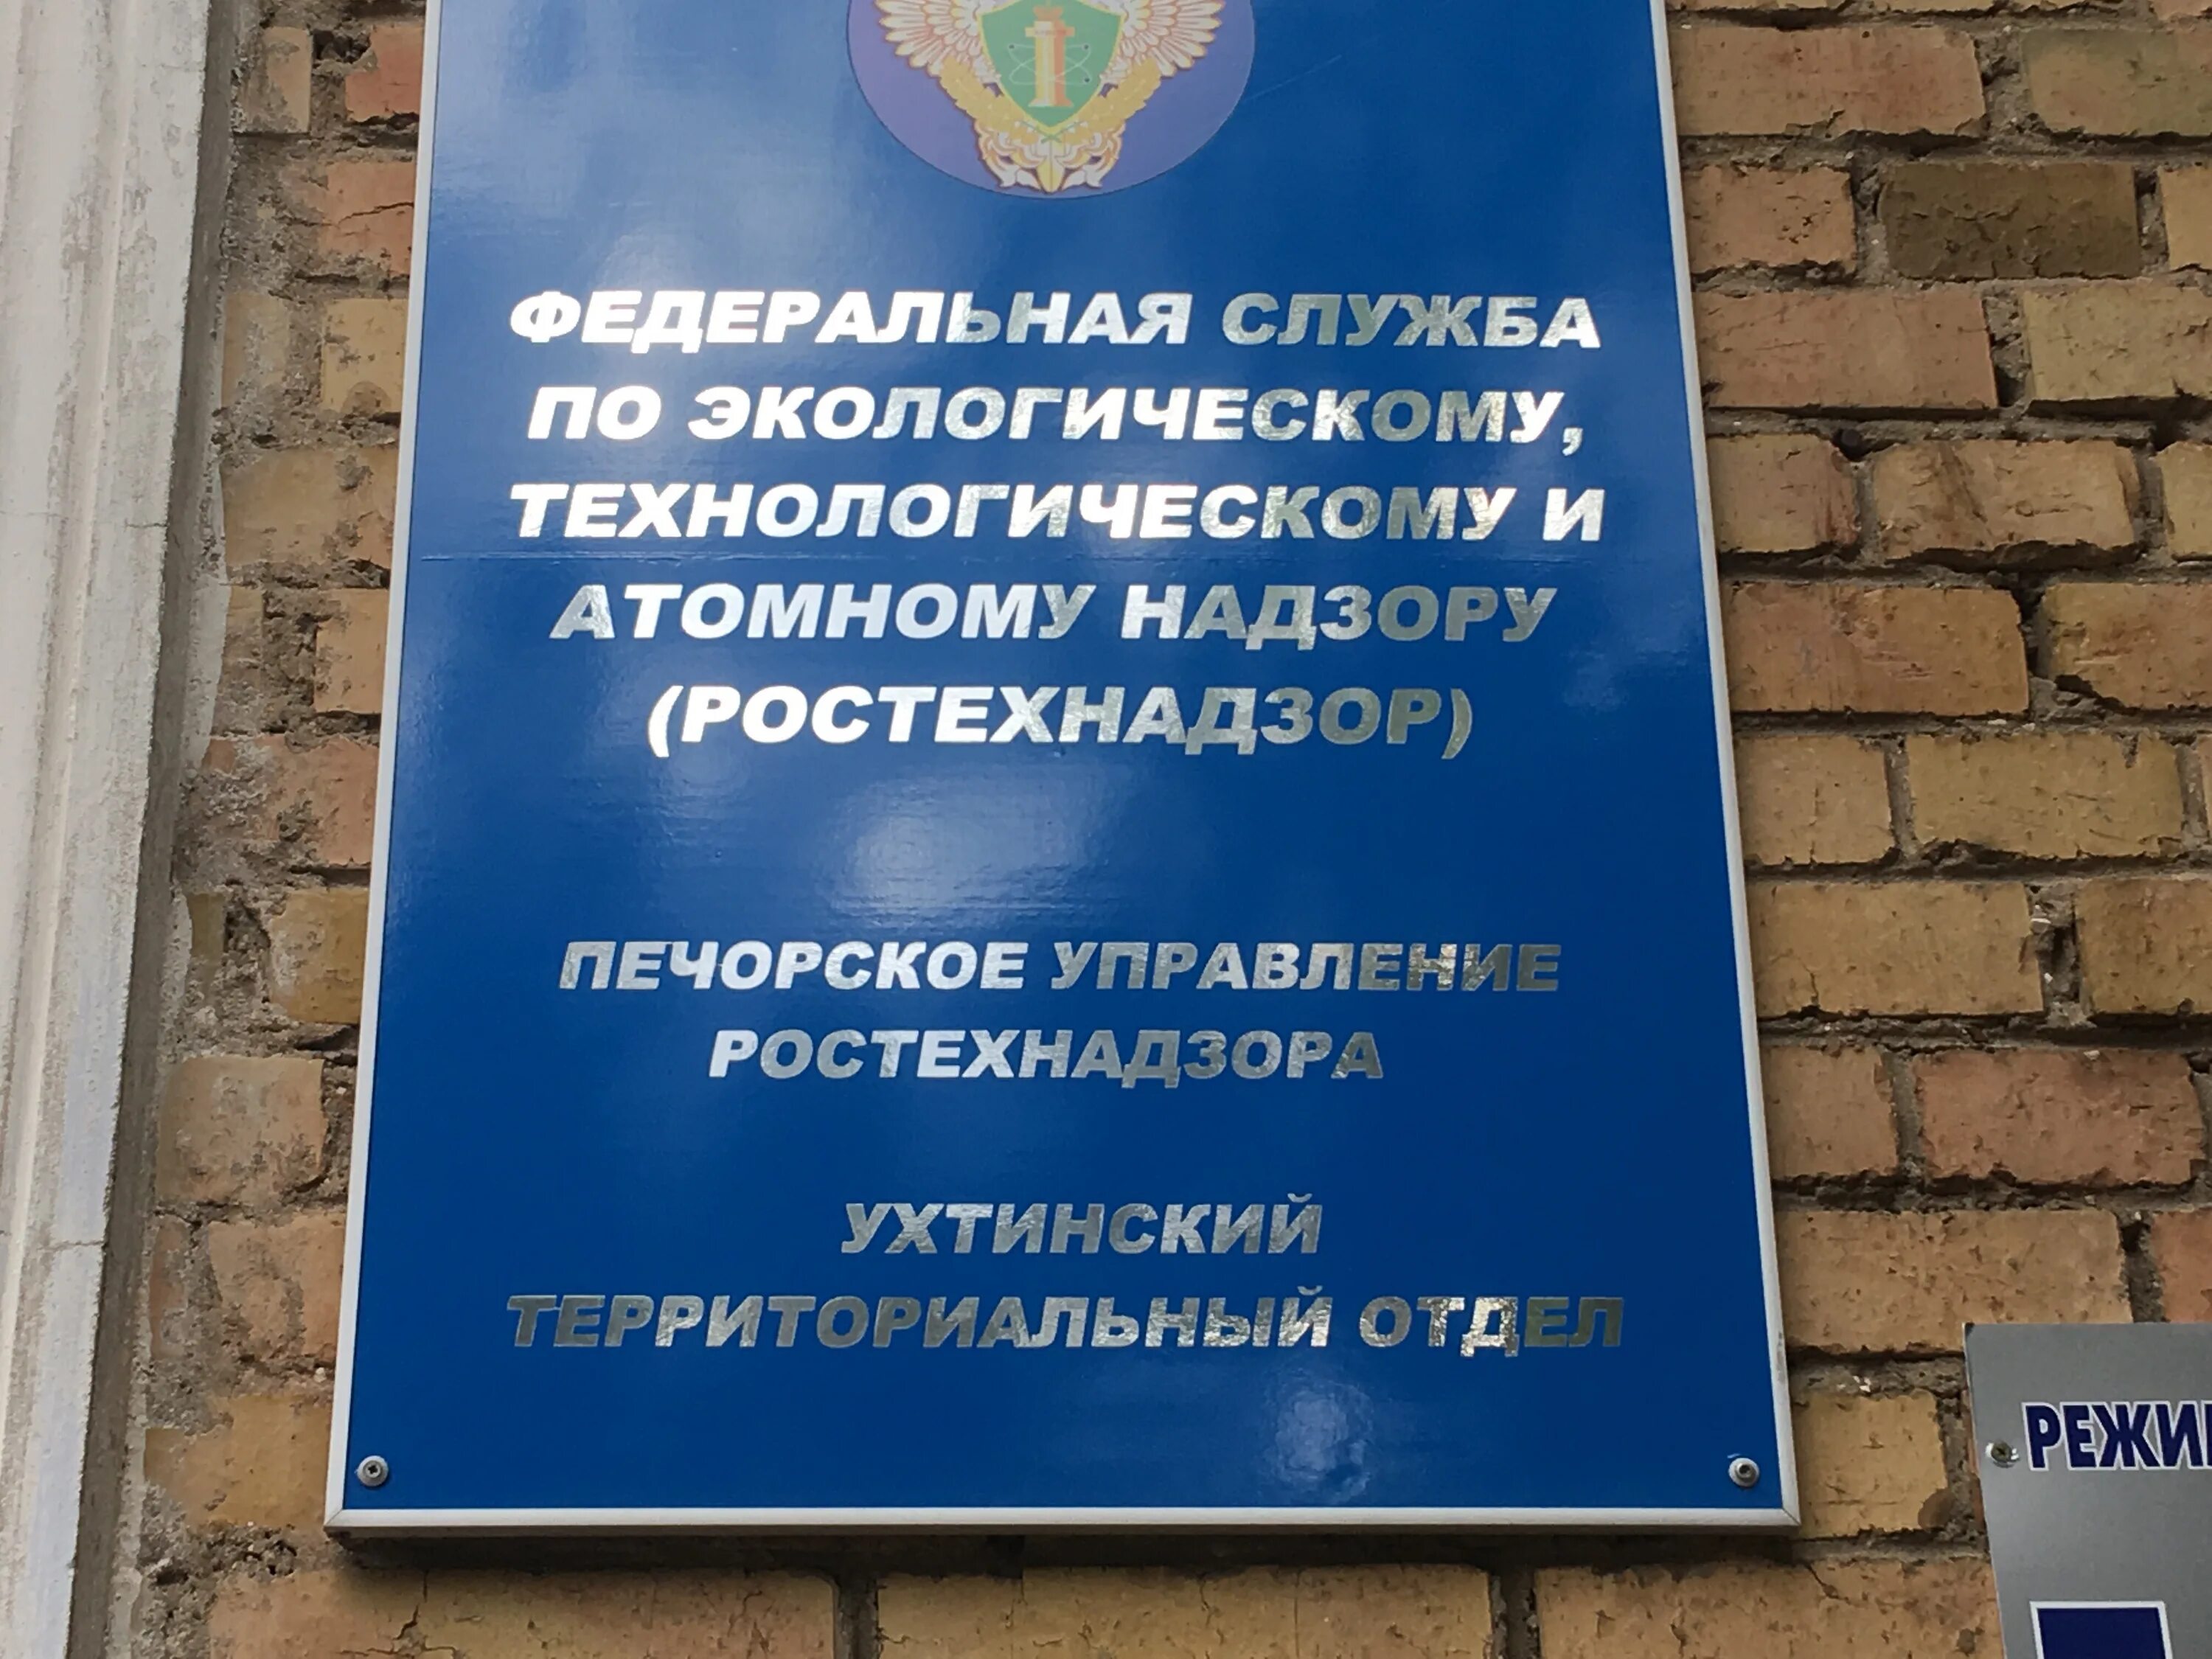 ФЕДЕРАЛЬНАЯ СЛУЖБА
ПО ЭКОЛОГИЧЕСКОМУ,
ТЕХНОЛОГИЧЕСКОМУ И
АТОМНОМУ НАДЗОРУ
(РОСТЕХНАДЗОР)
ПЕЧОРСКОЕ УПРАВЛЕНИЕ
РОСТЕХНАДЗОРА
УХТИНСКИЙ
ТЕРРИТОРИАЛЬНЫЙ ОТДЕЛ